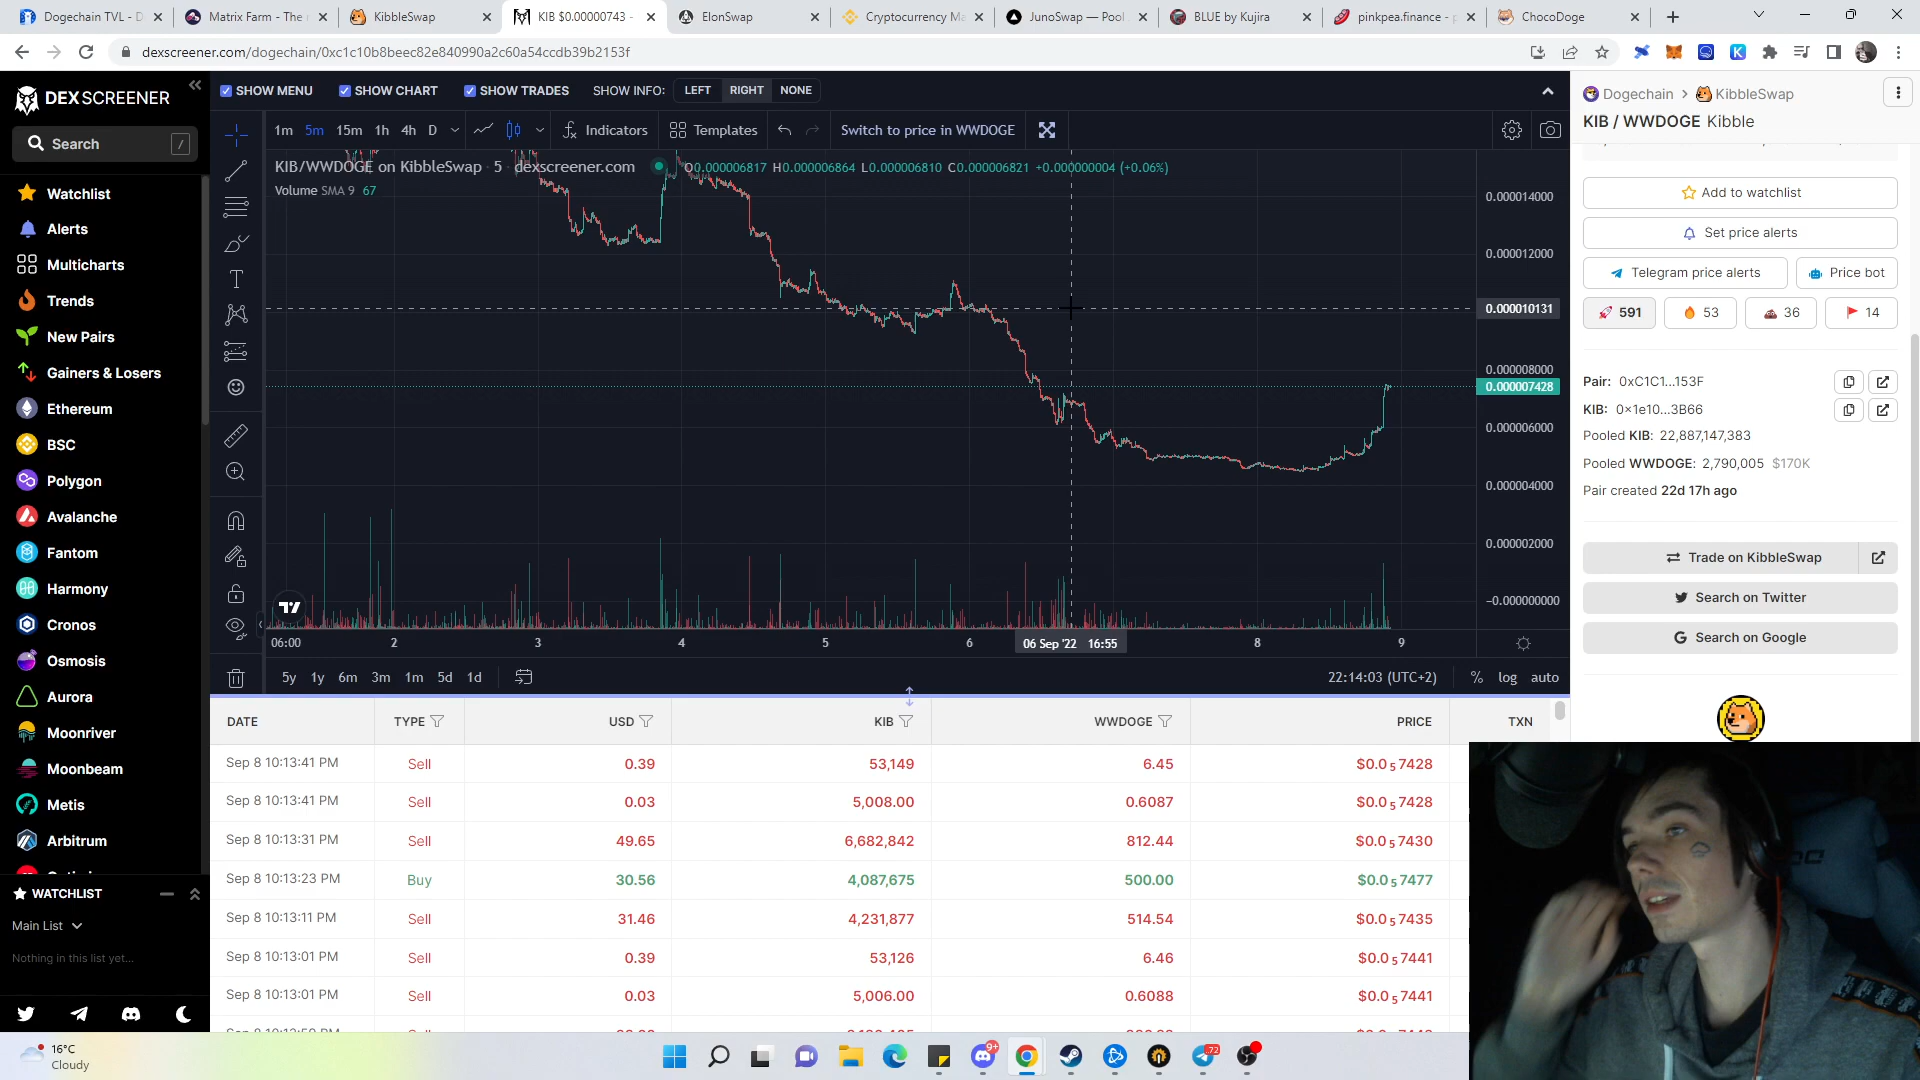 Dogechain TVL - D
Matrix Farm - The
KibbleSwap
KIB $0.00000743 -
ElonSwap
Cryptocurrency Ma
JunoSwap — Pool
BLUE by Kujira
pinkpea.finance - p
ChocoDoge
dexscreener.com/dogechain/0xc1c10b8beec82e840990a2c60a54ccdb39b2153f
DEX SCREENER
Search /
Watchlist
Alerts
Multicharts
Trends
New Pairs
Gainers & Losers
Ethereum
BSC
Polygon
Avalanche
Fantom
Harmony
Cronos
Osmosis
Aurora
Moonriver
Moonbeam
Metis
Arbitrum
WATCHLIST
Main List
Nothing in this list yet...
SHOW MENU SHOW CHART SHOW TRADES SHOW INFO: LEFT RIGHT NONE
1m 5m 15m 1h 4h D Indicators Templates Switch to price in WWDOGE
KIB/WWDOGE on KibbleSwap · 5 · dexscreener.com O0.000006817 H0.000006864 L0.000006810 C0.000006821 +0.000000004 (+0.06%)
Volume SMA 9 67
0.000014000
0.000012000
0.000010131
0.000008000
0.000007428
0.000006000
0.000004000
0.000002000
−0.000000000
06:00 2 3 4 5 6 06 Sep '22 16:55 8 9
5y 1y 6m 3m 1m 5d 1d 22:14:03 (UTC+2) % log auto
DATE TYPE USD KIB WWDOGE PRICE TXN
Sep 8 10:13:41 PM Sell 0.39 53,149 6.45 $0.0₅7428
Sep 8 10:13:41 PM Sell 0.03 5,008.00 0.6087 $0.0₅7428
Sep 8 10:13:31 PM Sell 49.65 6,682,842 812.44 $0.0₅7430
Sep 8 10:13:23 PM Buy 30.56 4,087,675 500.00 $0.0₅7477
Sep 8 10:13:11 PM Sell 31.46 4,231,877 514.54 $0.0₅7435
Sep 8 10:13:01 PM Sell 0.39 53,126 6.46 $0.0₅7441
Sep 8 10:13:01 PM Sell 0.03 5,006.00 0.6088 $0.0₅7441
Dogechain > KibbleSwap
KIB / WWDOGE Kibble
Add to watchlist
Set price alerts
Telegram price alerts Price bot
591 53 36 14
Pair: 0xC1C1...153F
KIB: 0x1e10...3B66
Pooled KIB: 22,887,147,383
Pooled WWDOGE: 2,790,005 $170K
Pair created 22d 17h ago
Trade on KibbleSwap
Search on Twitter
Search on Google
16°C
Cloudy
9+
72